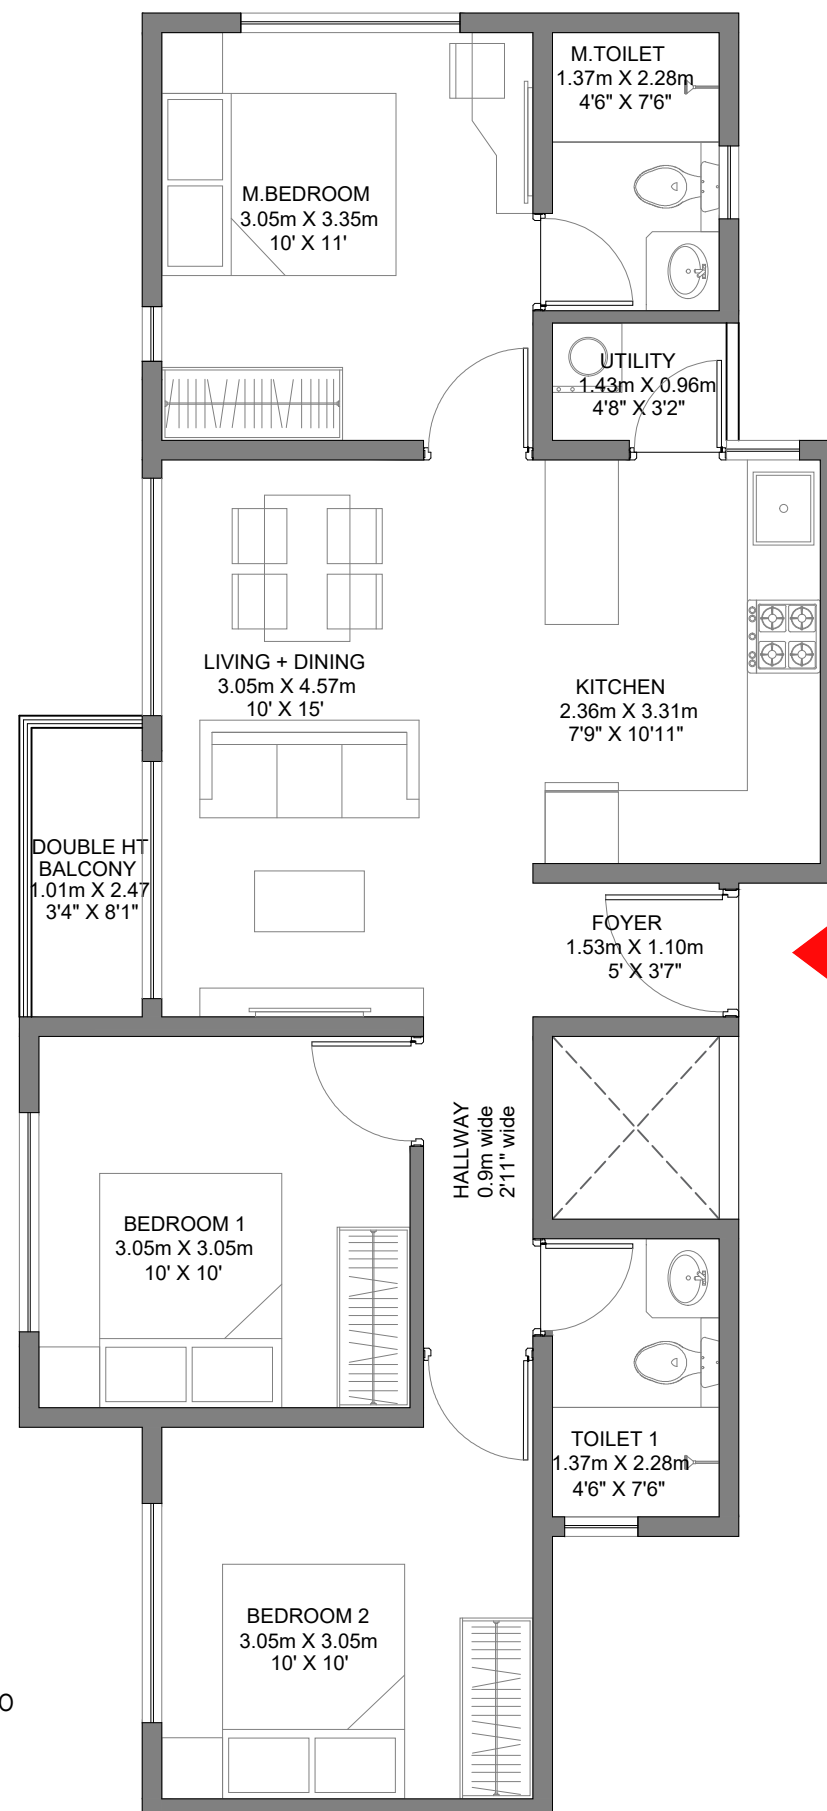 M.TOILET
1.37m X 2.28m
4'6" X 7'6"
M.BEDROOM
3.05m X 3.35m
10' X 11'
UTILITY
1.43m X 0.96m
4'8" X 3'2"
LIVING + DINING
3.05m X 4.57m
10' X 15'
KITCHEN
2.36m X 3.31m
7'9" X 10'11"
DOUBLE HT
BALCONY
1.01m X 2.47
3'4" X 8'1"
FOYER
1.53m X 1.10m
5' X 3'7"
HALLWAY
0.9m wide
2'11" wide
BEDROOM 1
3.05m X 3.05m
10' X 10'
TOILET 1
1.37m X 2.28m
4'6" X 7'6"
BEDROOM 2
3.05m X 3.05m
10' X 10'